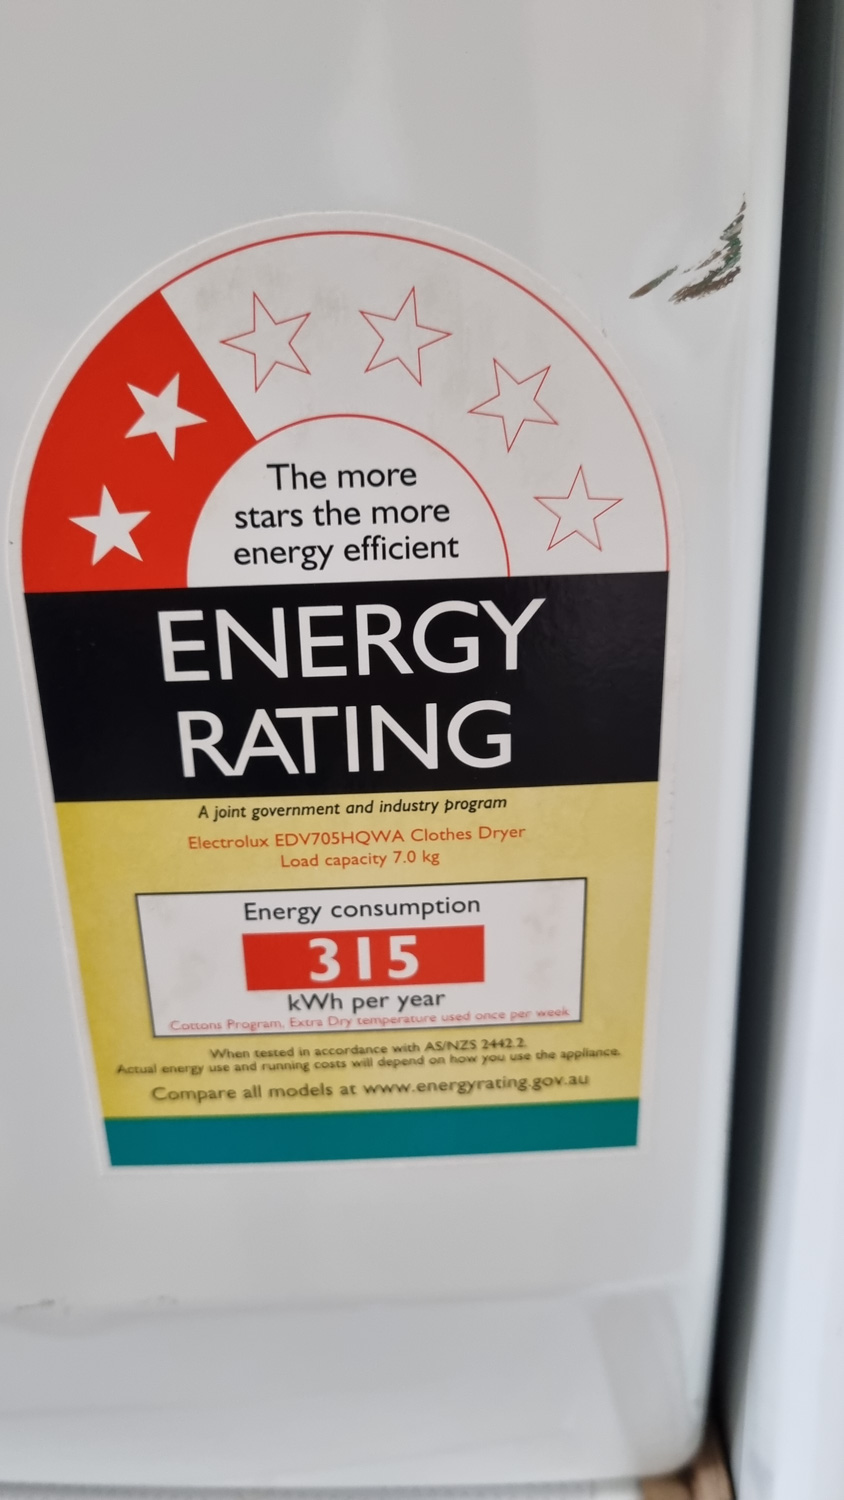 The more
stars the more
energy efficient
ENERGY
RATING
A joint government and industry program
Electrolux EDV705HQWA Clothes Dryer
Load capacity 7.0 kg
Energy consumption
315
kWh per year
Cottons Program, Extra Dry temperature used once per week
When tested in accordance with AS/NZS 2442.2.
Actual energy use and running costs will depend on how you use the appliance.
Compare all models at www.energyrating.gov.au